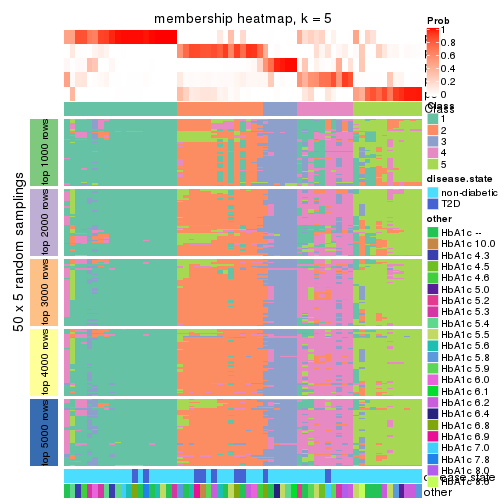 membership heatmap, k = 5
50 x 5 random samplings
top 1000 rows
top 2000 rows
top 3000 rows
top 4000 rows
top 5000 rows
Prob
1
0.8
0.6
0.4
0.2
0
Class
Class
1
2
3
4
5
disease.state
non-diabetic
T2D
other
HbA1c --
HbA1c 10.0
HbA1c 4.3
HbA1c 4.5
HbA1c 4.6
HbA1c 5.0
HbA1c 5.2
HbA1c 5.3
HbA1c 5.4
HbA1c 5.5
HbA1c 5.6
HbA1c 5.8
HbA1c 5.9
HbA1c 6.0
HbA1c 6.1
HbA1c 6.2
HbA1c 6.4
HbA1c 6.8
HbA1c 6.9
HbA1c 7.0
HbA1c 7.8
HbA1c 8.0
other